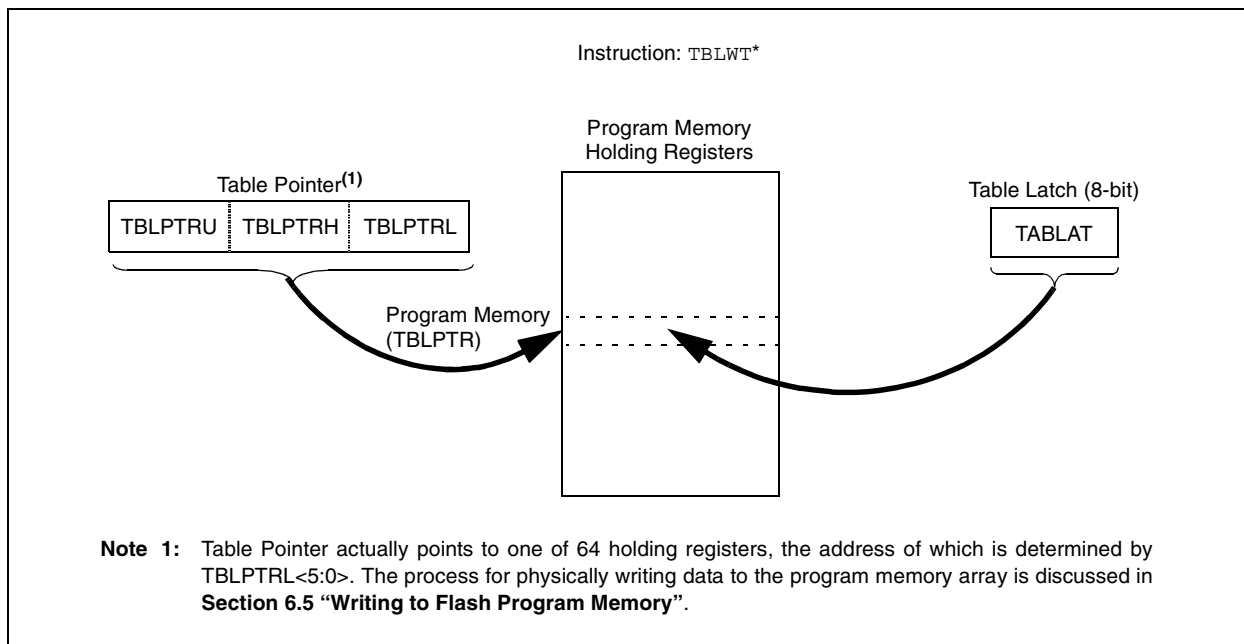 Instruction: TBLWT*
Program Memory
Holding Registers
Table Pointer(1)
Table Latch (8-bit)
TBLPTRU TBLPTRH TBLPTRL
TABLAT
Program Memory
(TBLPTR)
Note 1: Table Pointer actually points to one of 64 holding registers, the address of which is determined by
TBLPTRL<5:0>. The process for physically writing data to the program memory array is discussed in
Section 6.5 “Writing to Flash Program Memory”.